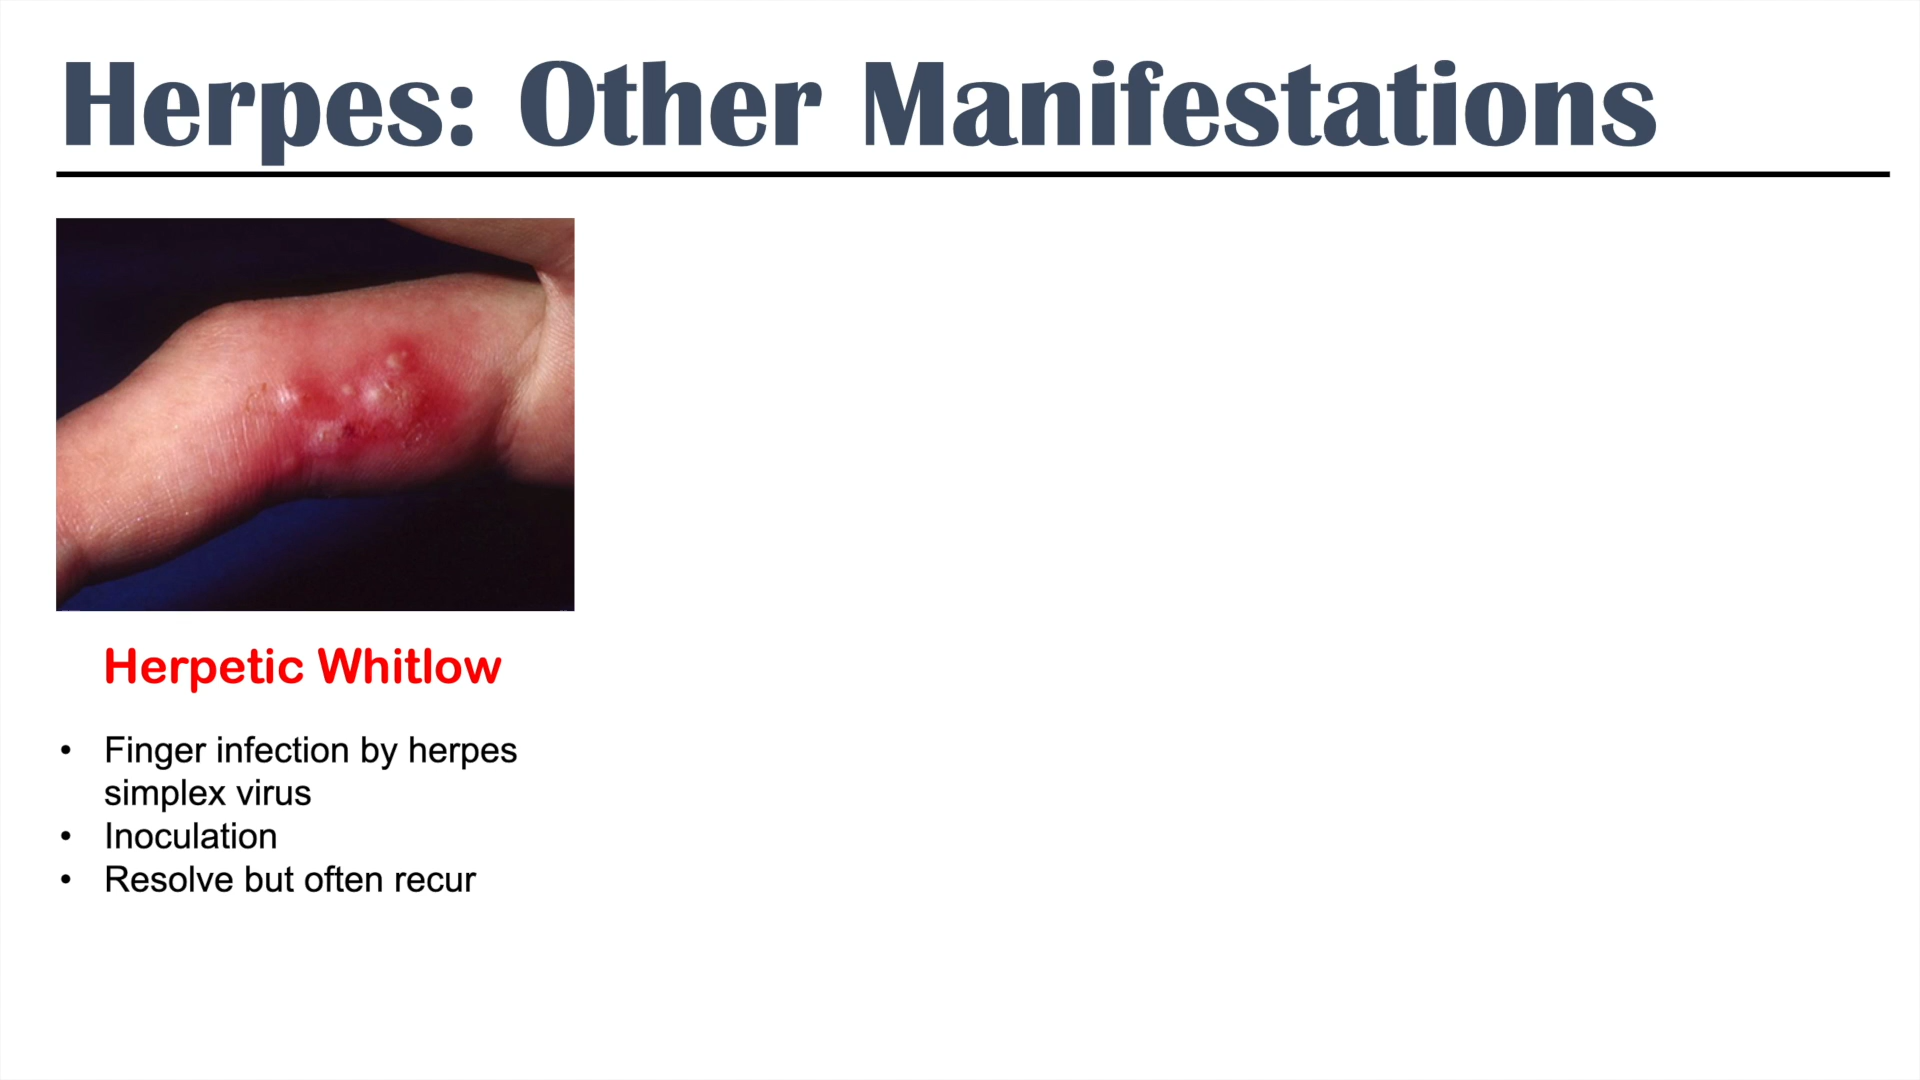 Herpes: Other Manifestations
Herpetic Whitlow
• Finger infection by herpes
simplex virus
• Inoculation
• Resolve but often recur